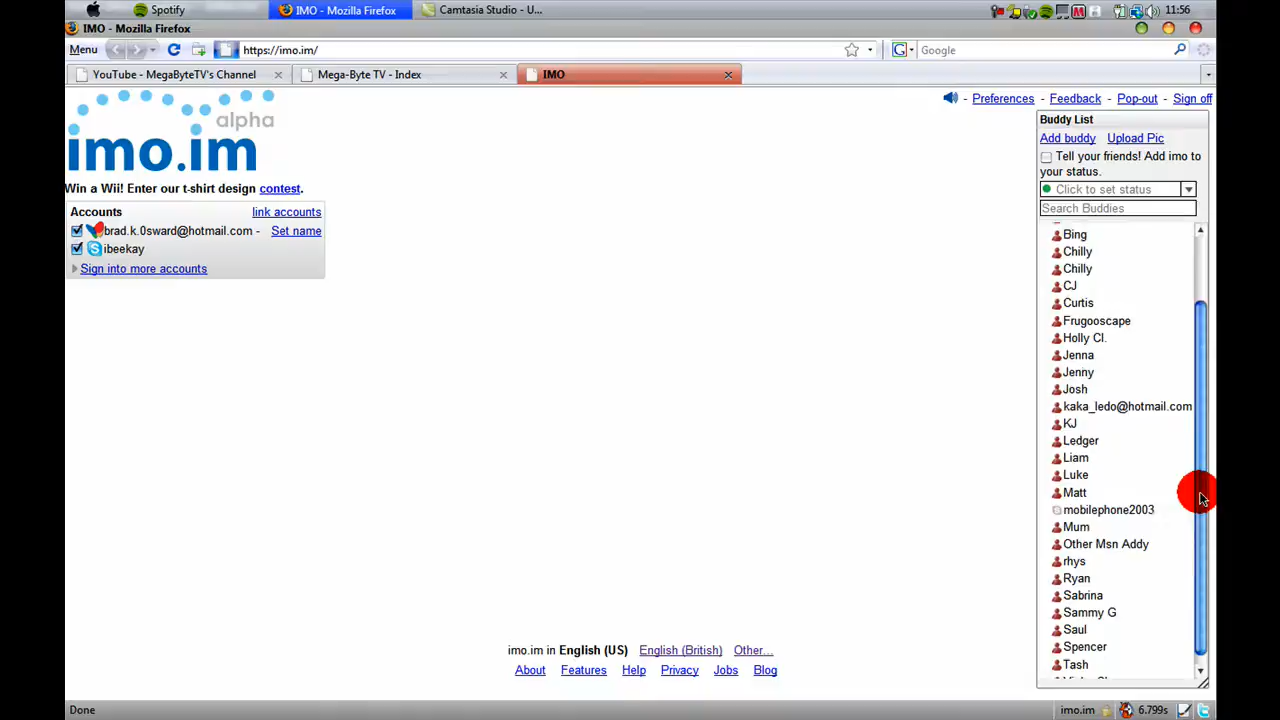 Spotify
IMO - Mozilla Firefox
Camtasia Studio - U...
11:56
IMO - Mozilla Firefox
Menu
https://imo.im/
Google
YouTube - MegaByteTV's Channel
Mega-Byte TV - Index
IMO
Preferences - Feedback - Pop-out - Sign off
alpha
imo.im
Win a Wii! Enter our t-shirt design contest.
Accounts link accounts
brad.k.0sward@hotmail.com - Set name
ibeekay
Sign into more accounts
Buddy List
Add buddy Upload Pic
Tell your friends! Add imo to
your status.
Click to set status
Search Buddies
Bing
Chilly
Chilly
CJ
Curtis
Frugooscape
Holly Cl.
Jenna
Jenny
Josh
kaka_ledo@hotmail.com
KJ
Ledger
Liam
Luke
Matt
mobilephone2003
Mum
Other Msn Addy
rhys
Ryan
Sabrina
Sammy G
Saul
Spencer
Tash
imo.im in English (US) English (British) Other...
About Features Help Privacy Jobs Blog
Done
imo.im
6.799s